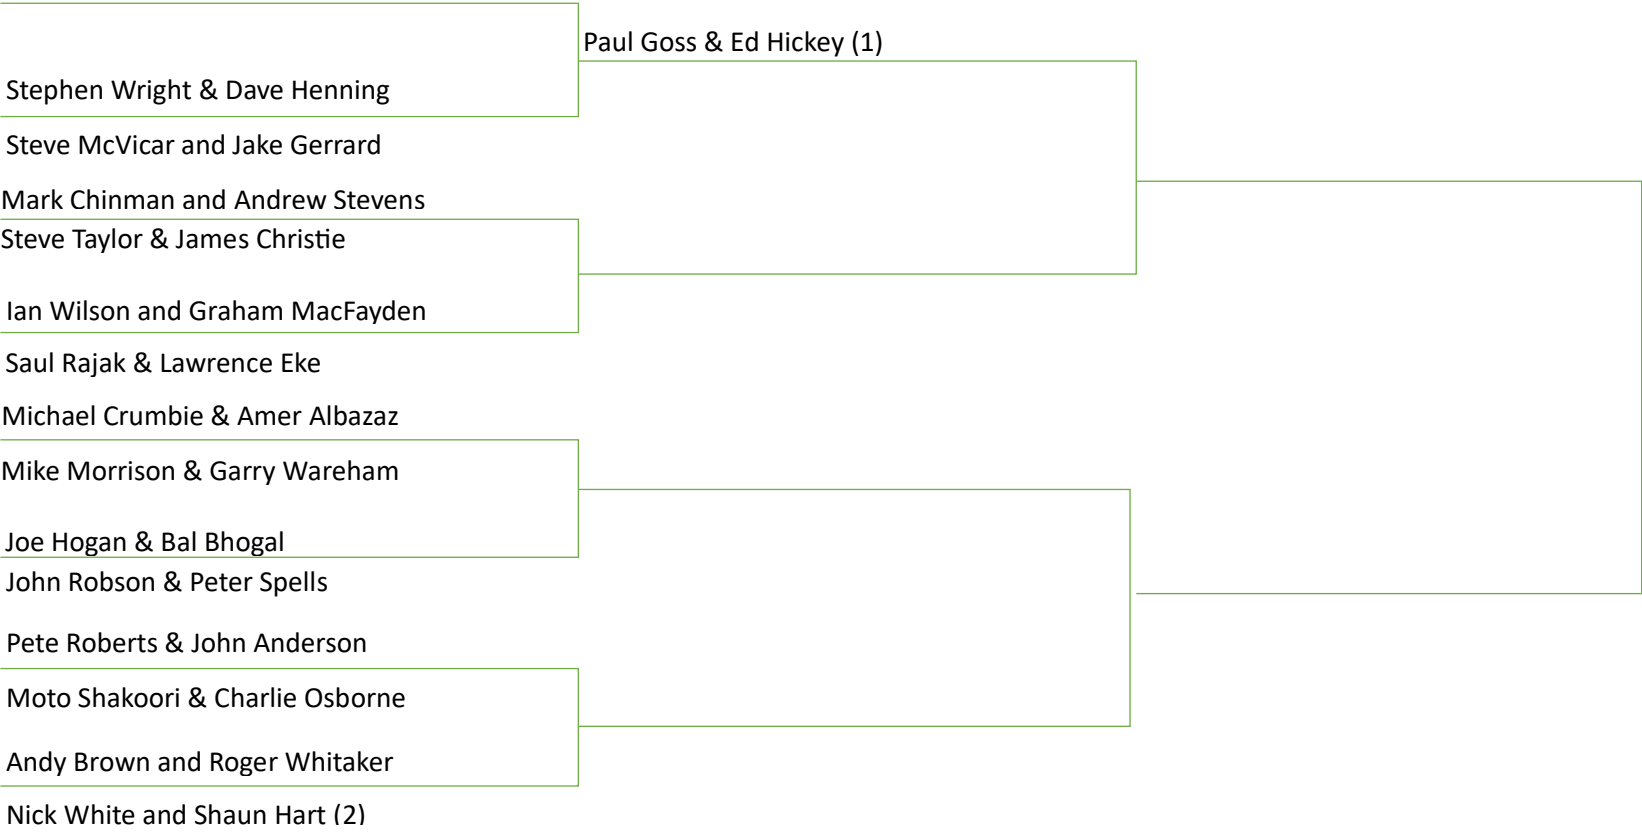 Paul Goss & Ed Hickey (1)
Stephen Wright & Dave Henning
Steve McVicar and Jake Gerrard
Mark Chinman and Andrew Stevens
Steve Taylor & James Christie
Ian Wilson and Graham MacFayden
Saul Rajak & Lawrence Eke
Michael Crumbie & Amer Albazaz
Mike Morrison & Garry Wareham
Joe Hogan & Bal Bhogal
John Robson & Peter Spells
Pete Roberts & John Anderson
Moto Shakoori & Charlie Osborne
Andy Brown and Roger Whitaker
Nick White and Shaun Hart (2)